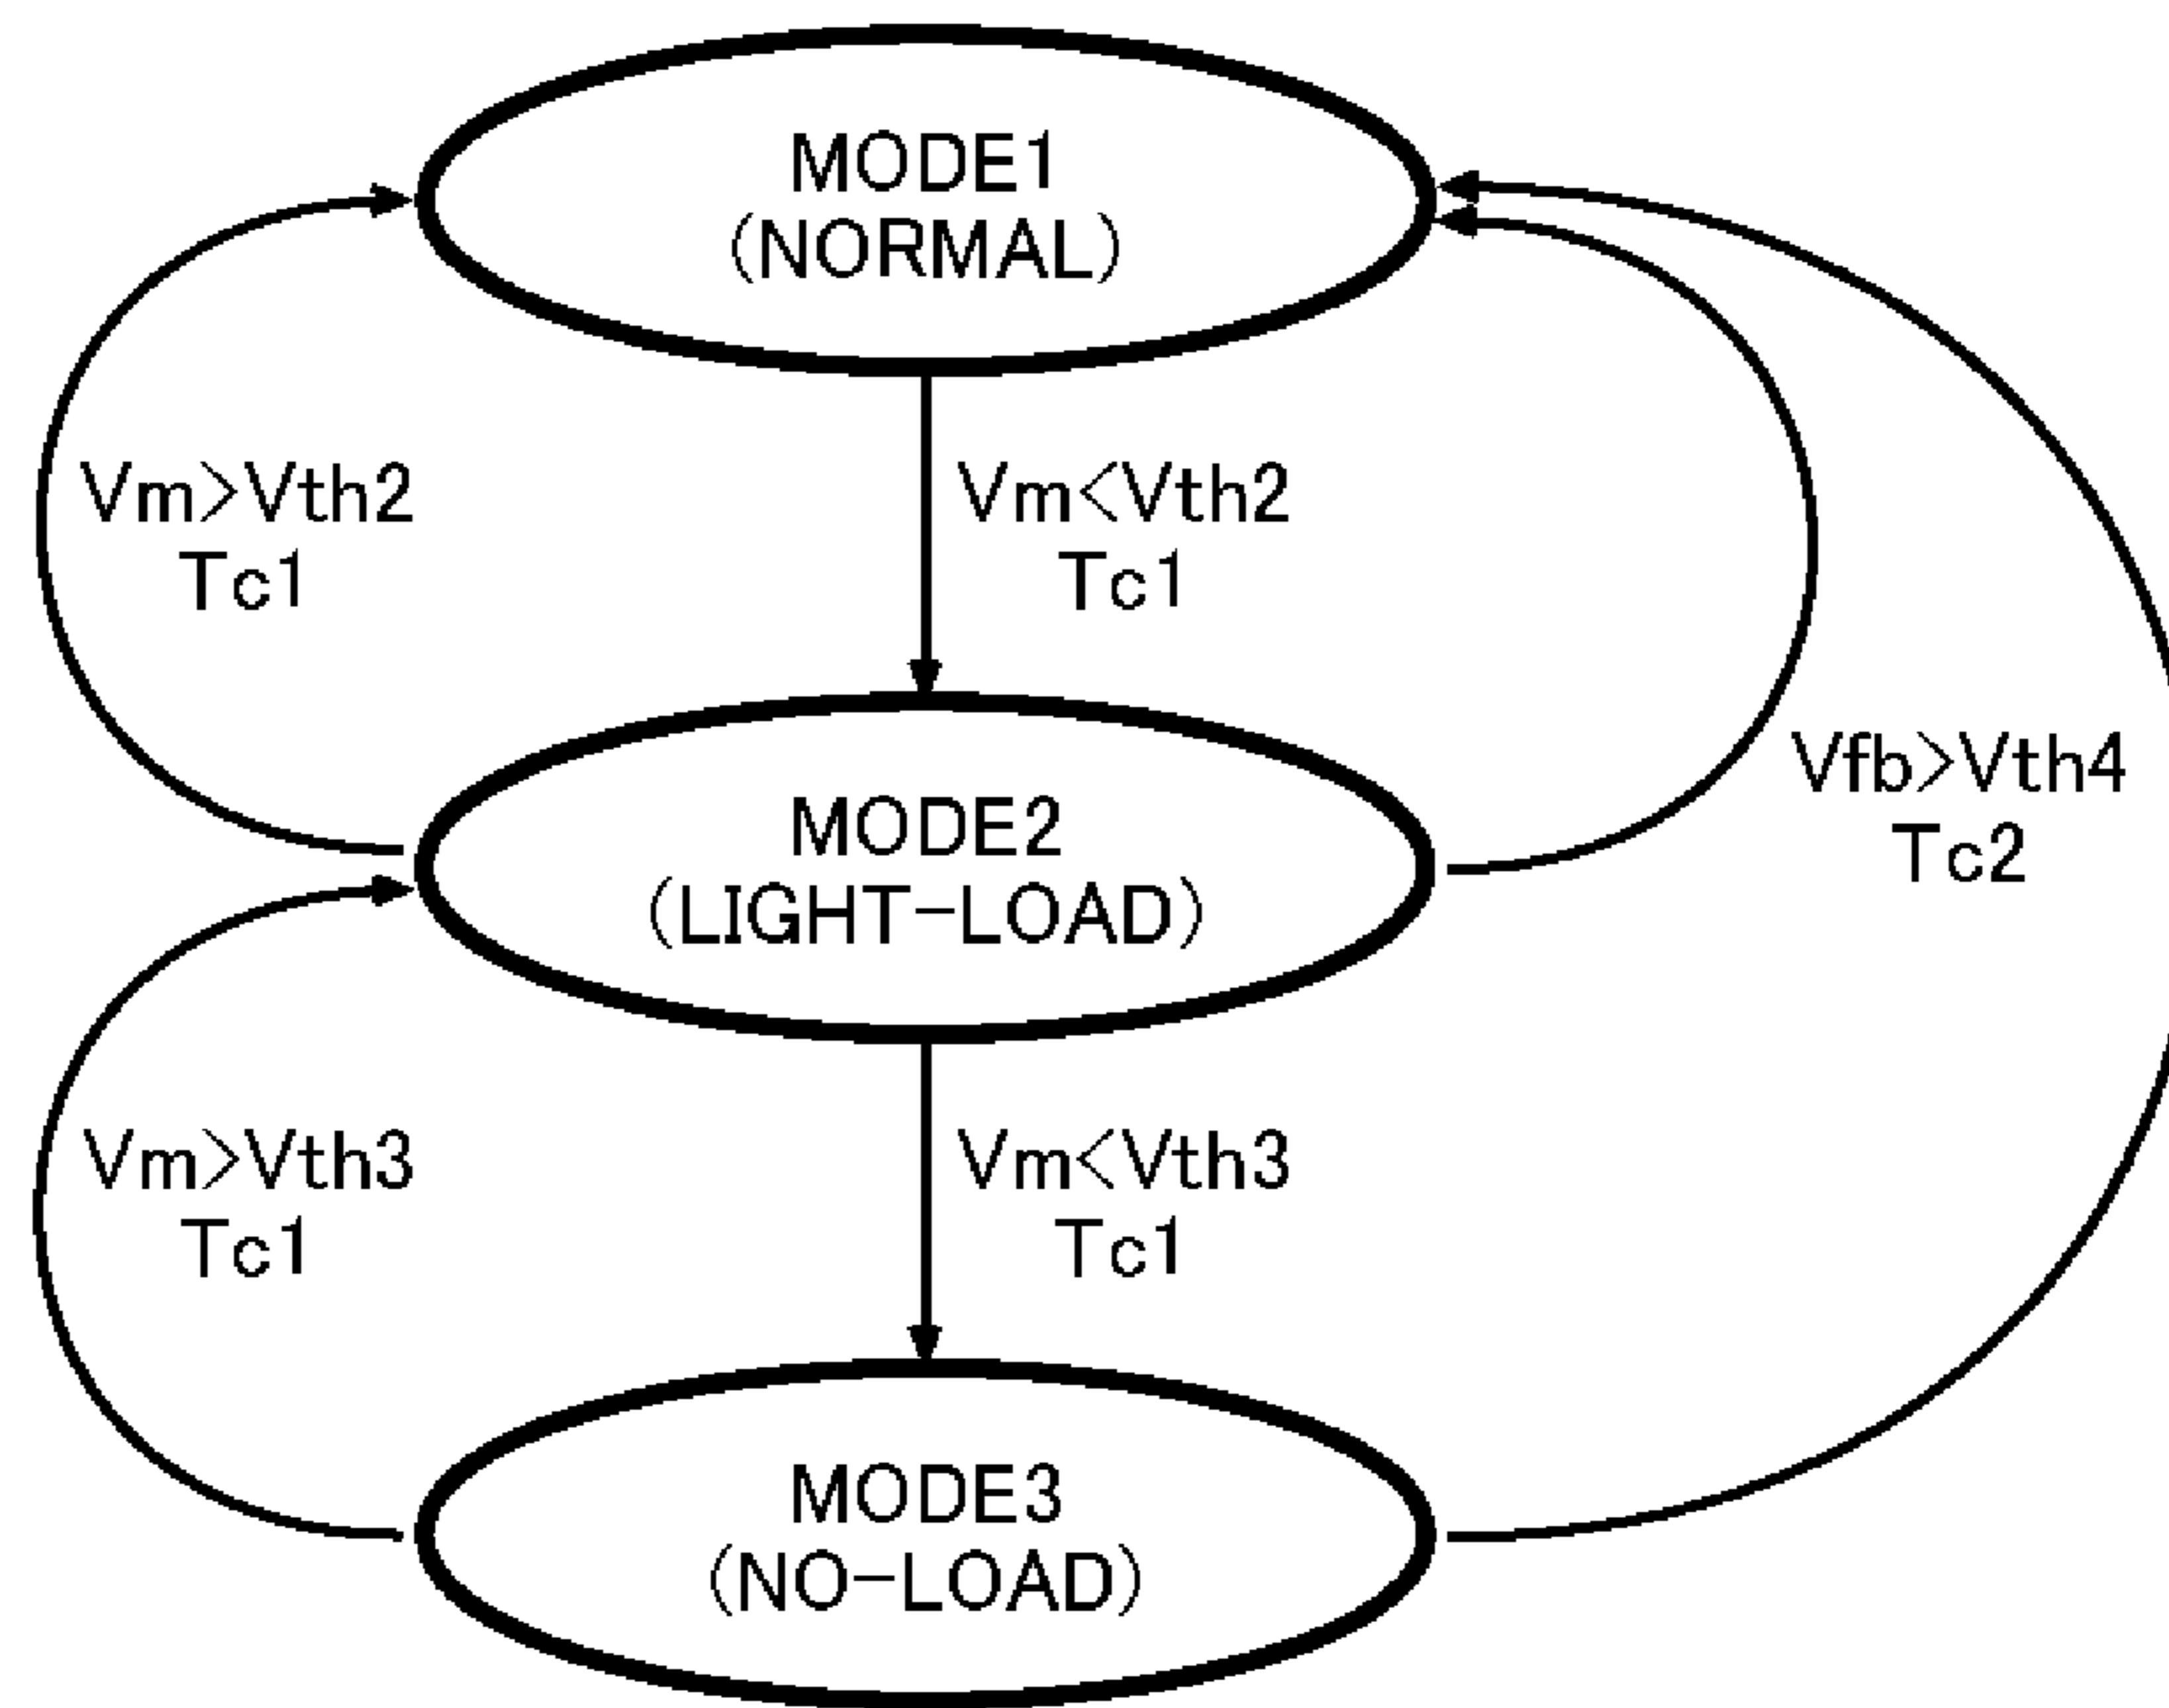 MODE1
(NORMAL)
Vm>Vth2
Tc1
Vm<Vth2
Tc1
Vfb>Vth4
Tc2
MODE2
(LIGHT-LOAD)
Vm>Vth3
Tc1
Vm<Vth3
Tc1
MODE3
(NO-LOAD)